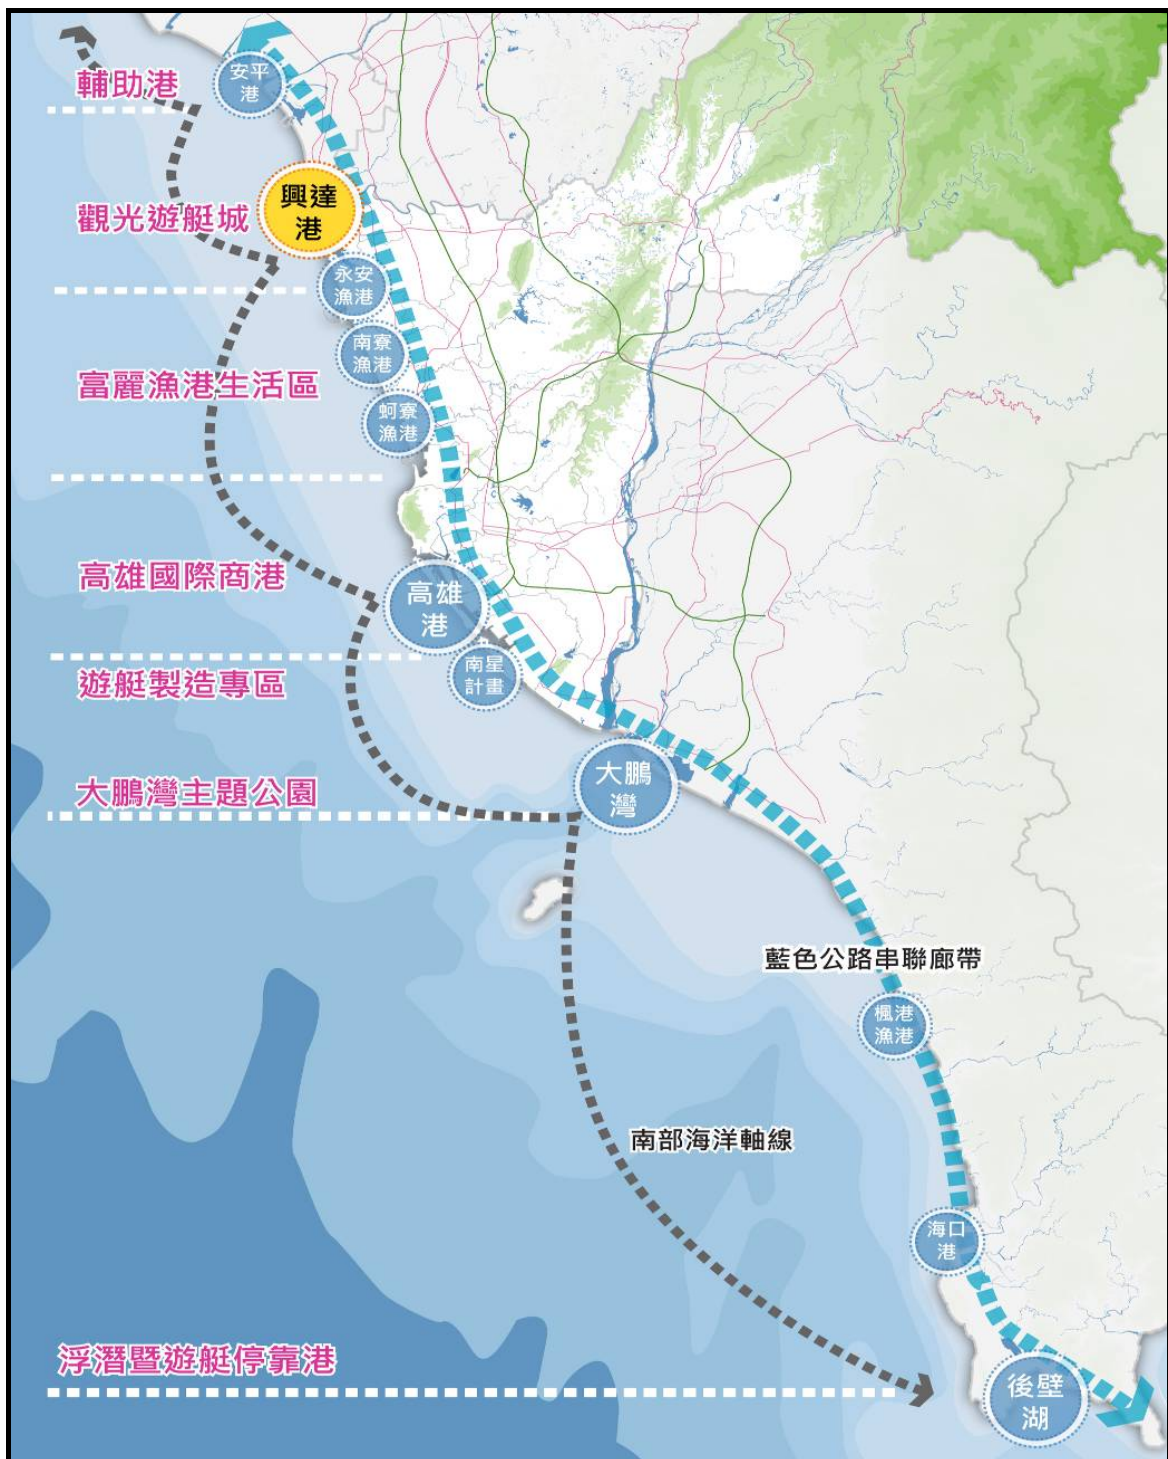 安平
港
輔助港
興達
港
觀光遊艇城
永安
漁港
南寮
漁港
富麗漁港生活區
蚵寮
漁港
高雄國際商港
高雄
港
南星
計畫
遊艇製造專區
大鵬
灣
大鵬灣主題公園
藍色公路串聯廊帶
楓港
漁港
南部海洋軸線
海口
港
浮潛暨遊艇停靠港
後壁
湖